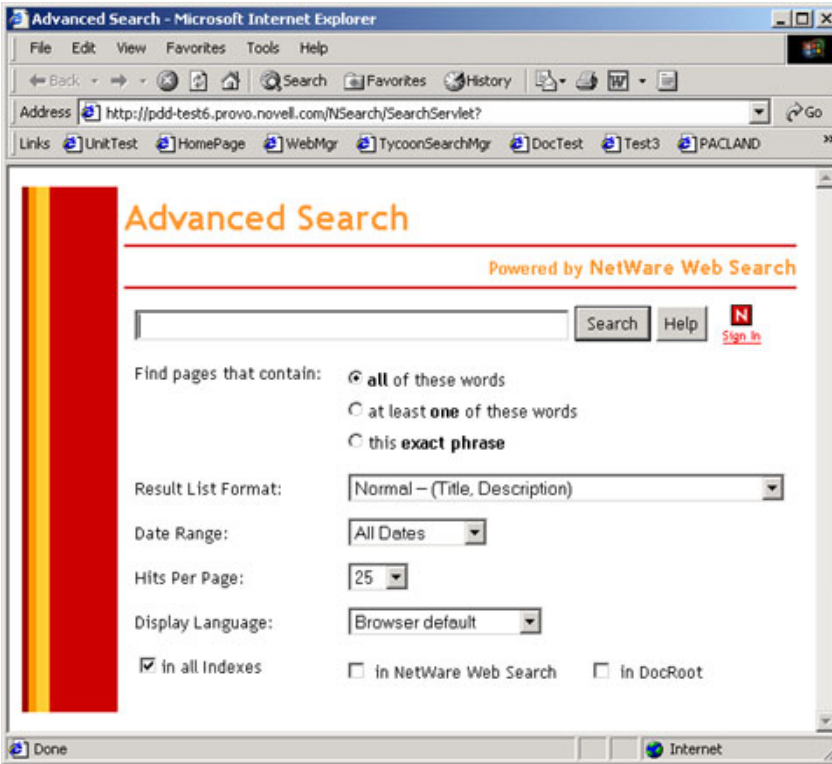 Advanced Search - Microsoft Internet Explorer
File Edit View Favorites Tools Help
Back Search Favorites History W
Address http://pdd-test6.provo.novell.com/NSearch/SearchServlet? Go
Links UnitTest HomePage WebMgr TycoonSearchMgr DocTest Test3 PACLAND »
Advanced Search
Powered by NetWare Web Search
Search Help N
Sign In
Find pages that contain: all of these words
at least one of these words
this exact phrase
Result List Format: Normal – (Title, Description)
Date Range: All Dates
Hits Per Page: 25
Display Language: Browser default
in all Indexes in NetWare Web Search in DocRoot
Done Internet